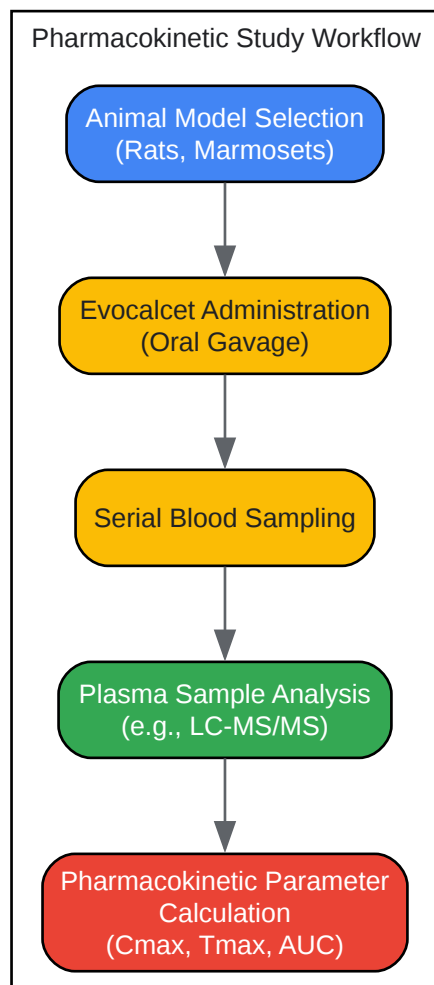 Pharmacokinetic Study Workflow
Animal Model Selection
(Rats, Marmosets)
Evocalcet Administration
(Oral Gavage)
Serial Blood Sampling
Plasma Sample Analysis
(e.g., LC-MS/MS)
Pharmacokinetic Parameter
Calculation
(Cmax, Tmax, AUC)